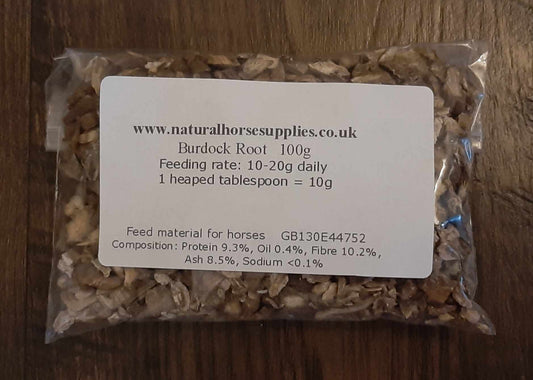 www.naturalhorsesupplies.co.uk
Burdock Root 100g
Feeding rate: 10-20g daily
1 heaped tablespoon = 10g
Feed material for horses GB130E44752
Composition: Protein 9.3%, Oil 0.4%, Fibre 10.2%,
Ash 8.5%, Sodium <0.1%